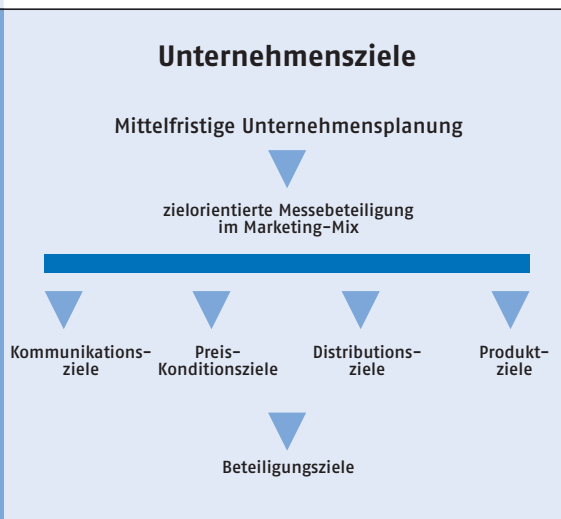 Unternehmensziele
Mittelfristige Unternehmensplanung
zielorientierte Messebeteiligung
im Marketing-Mix
Kommunikations-
ziele
Preis-
Konditionsziele
Distributions-
ziele
Produkt-
ziele
Beteiligungsziele